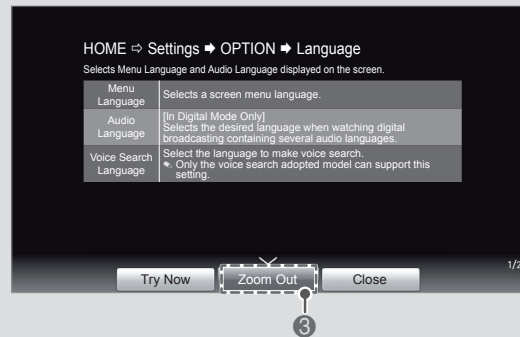 HOME ⇨ Settings ➡ OPTION ➡ Language
Selects Menu Language and Audio Language displayed on the screen.
Menu
Language
Selects a screen menu language.
Audio
Language
[In Digital Mode Only]
Selects the desired language when watching digital
broadcasting containing several audio languages.
Voice Search
Language
Select the language to make voice search.
Only the voice search adopted model can support this
setting.
1/2
Try Now
Zoom Out
Close
3